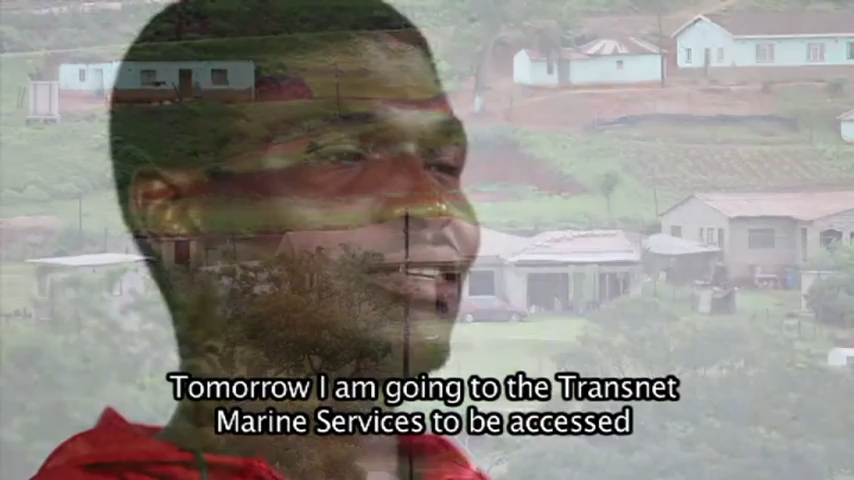 Tomorrow I am going to the Transnet
Marine Services to be accessed